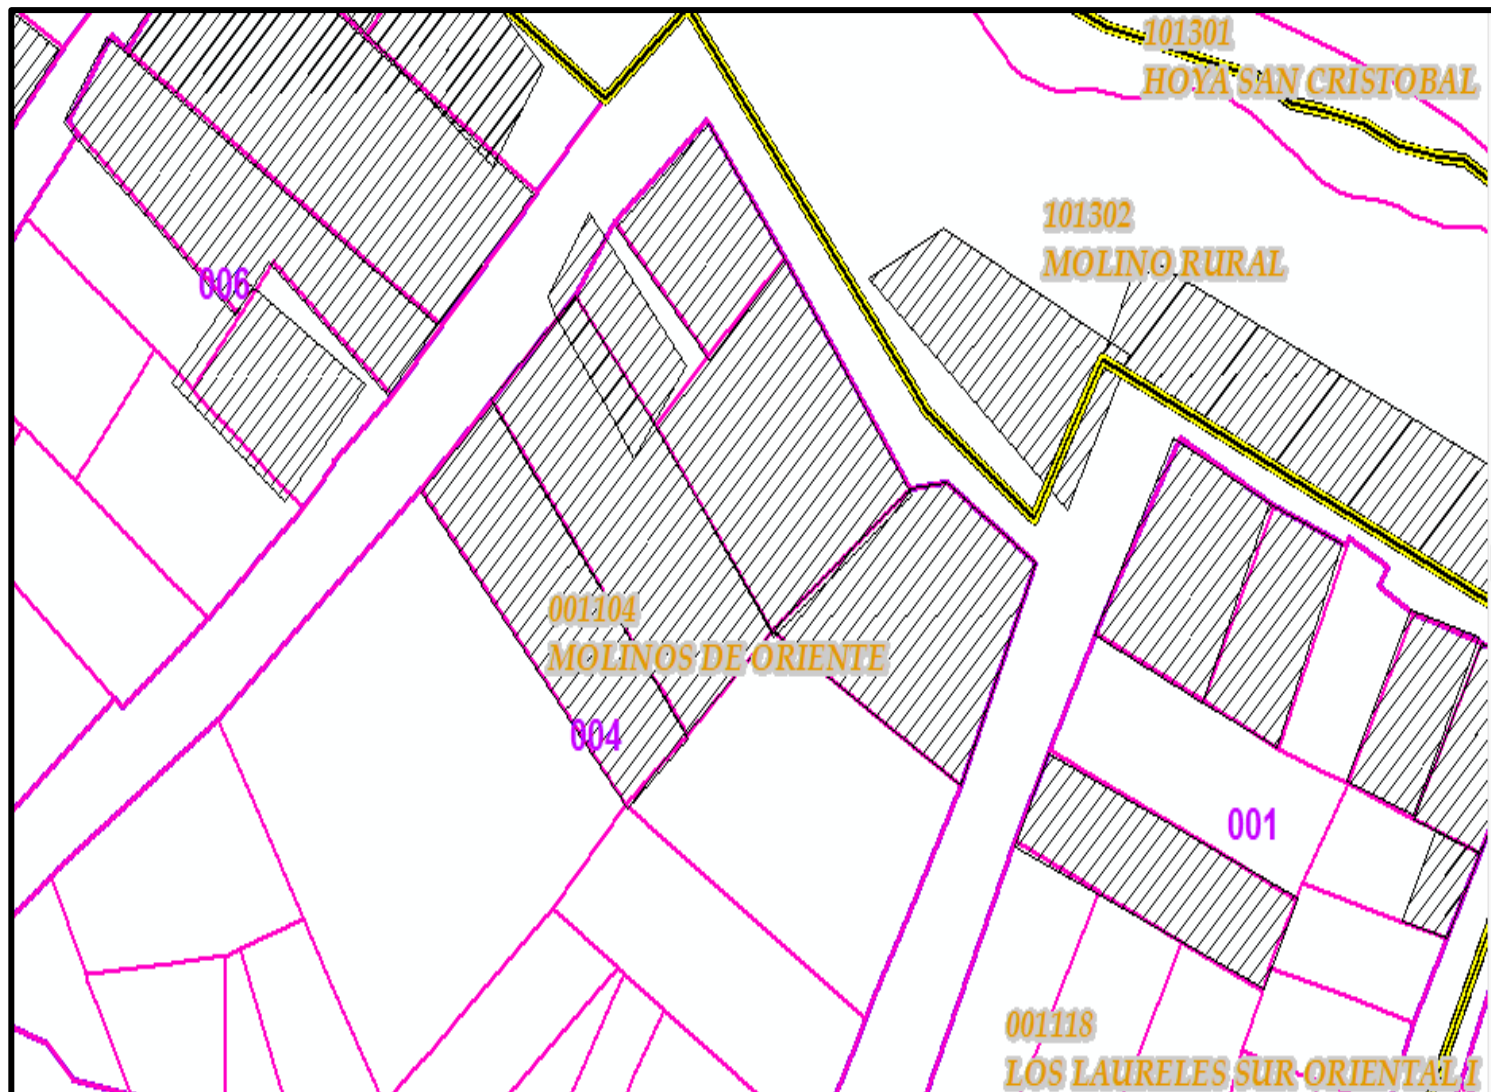 101301
HOYA SAN CRISTOBAL
101302
MOLINO RURAL
006
001104
MOLINOS DE ORIENTE
004
001
001118
LOS LAURELES SUR ORIENTAL I